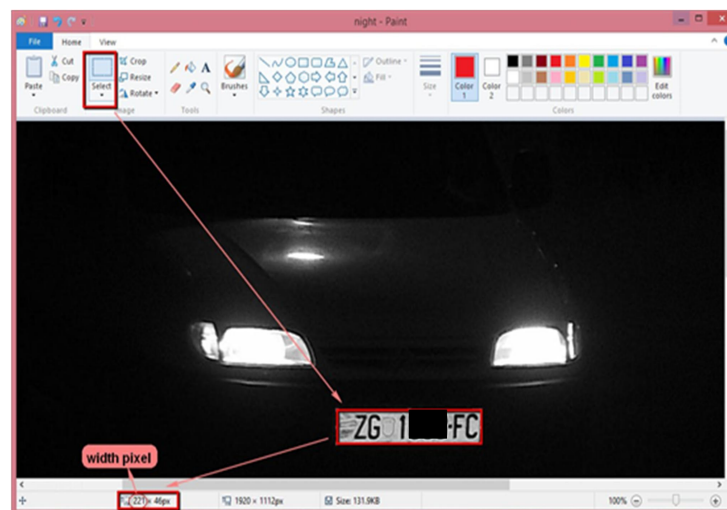 night - Paint
File Home View
Paste
Cut
Copy
Clipboard
Select
Crop
Resize
Rotate
Image
A
Tools
Brushes
Outline
Fill
Shapes
Size
Color 1
Color 2
Edit colors
Colors
ZG 1 -FC
width pixel
221 × 46px
1920 × 1112px
Size: 131.9KB
100%